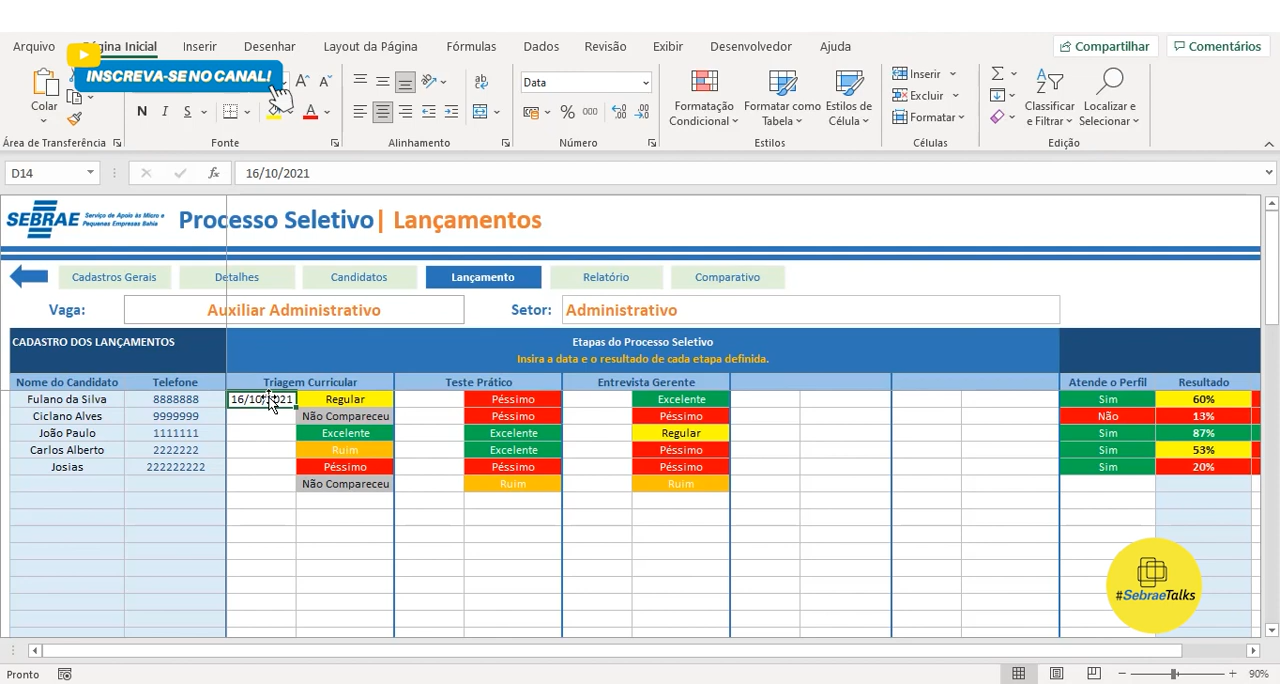 Arquivo Página Inicial Inserir Desenhar Layout da Página Fórmulas Dados Revisão Exibir Desenvolvedor Ajuda Compartilhar Comentários
INSCREVA-SE NO CANAL!
Colar
N I S A
Data
% 000
Formatação Condicional
Formatar como Tabela
Estilos de Célula
Inserir
Excluir
Formatar
Classificar e Filtrar
Localizar e Selecionar
Área de Transferência Fonte Alinhamento Número Estilos Células Edição
D14 fx 16/10/2021
SEBRAE Serviço de Apoio às Micro e
Pequenas Empresas Bahia
Processo Seletivo| Lançamentos
Cadastros Gerais Detalhes Candidatos Lançamento Relatório Comparativo
Vaga: Auxiliar Administrativo Setor: Administrativo
CADASTRO DOS LANÇAMENTOS Etapas do Processo Seletivo
Insira a data e o resultado de cada etapa definida.
Nome do Candidato Telefone Triagem Curricular Teste Prático Entrevista Gerente Atende o Perfil Resultado
Fulano da Silva 8888888 16/10/2021 Regular Péssimo Excelente Sim 60%
Ciclano Alves 9999999 Não Compareceu Péssimo Péssimo Não 13%
João Paulo 1111111 Excelente Excelente Regular Sim 87%
Carlos Alberto 2222222 Ruim Excelente Péssimo Sim 53%
Josias 222222222 Péssimo Péssimo Péssimo Sim 20%
Não Compareceu Ruim Ruim
#SebraeTalks
Pronto 90%